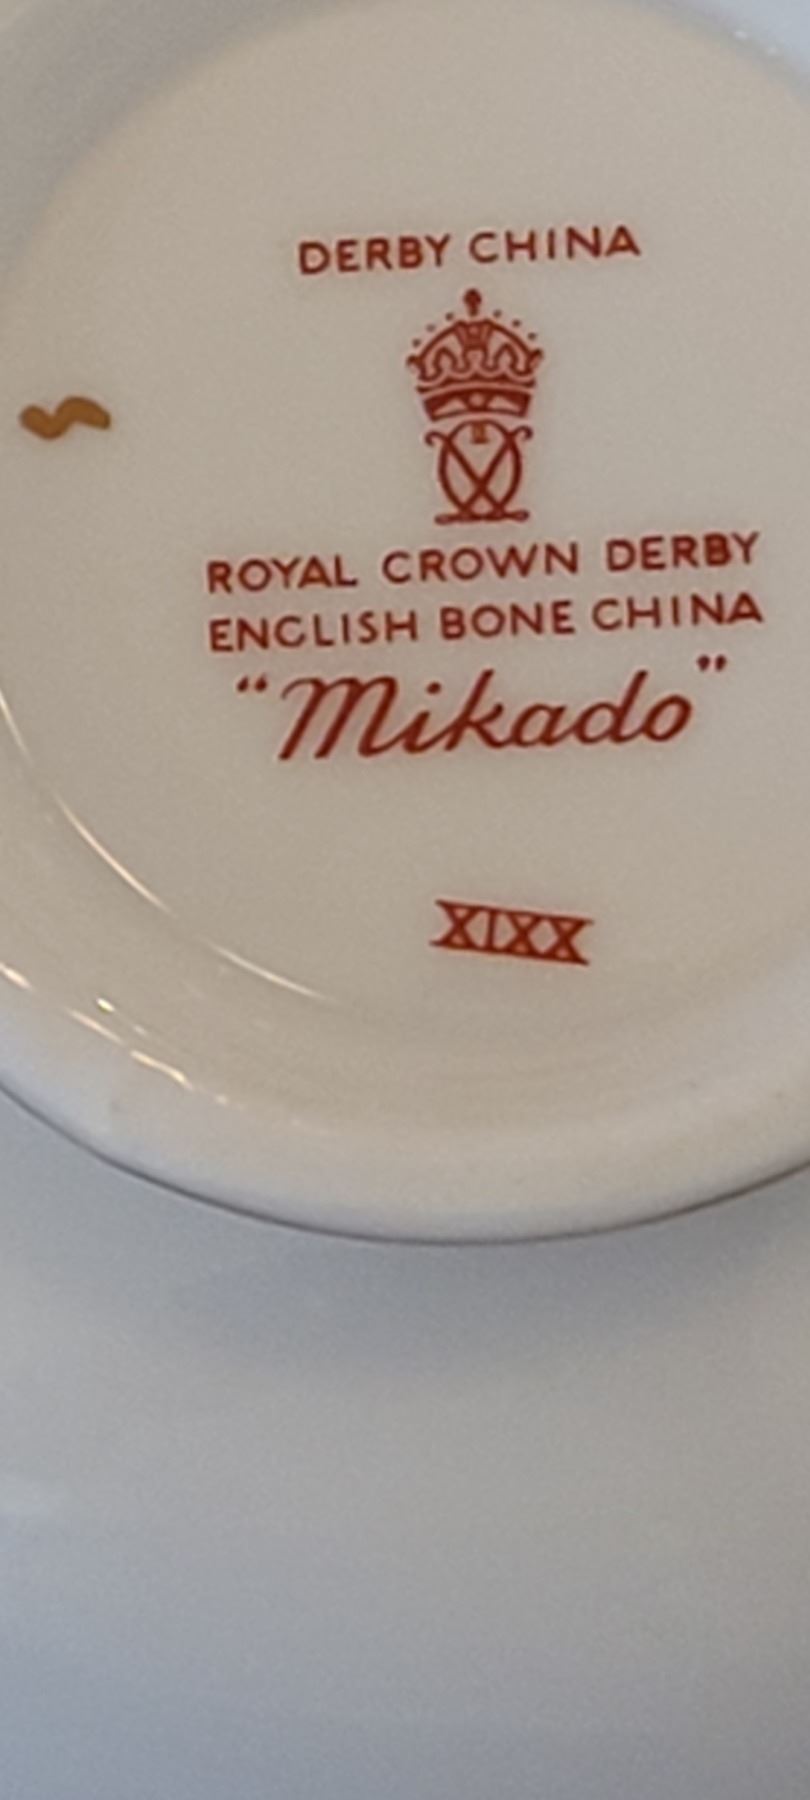 DERBY CHINA
ROYAL CROWN DERBY
ENGLISH BONE CHINA
"Mikado"
XIXX